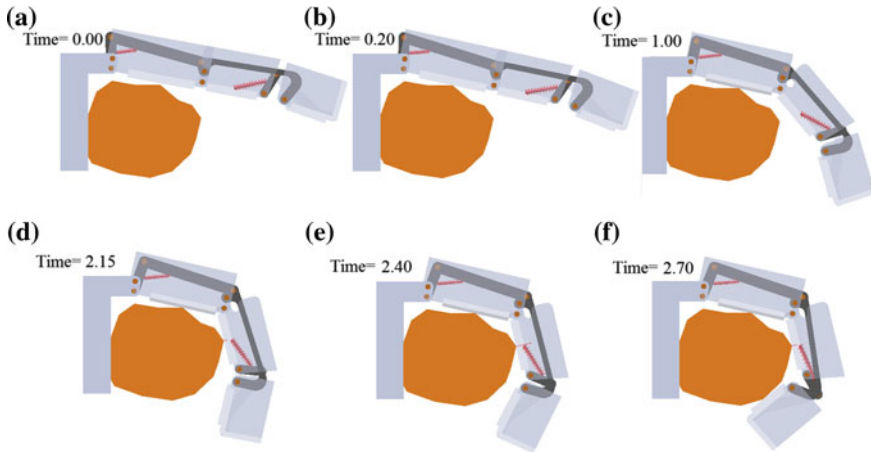 (a)
Time= 0.00
(b)
Time= 0.20
(c)
Time= 1.00
(d)
Time= 2.15
(e)
Time= 2.40
(f)
Time= 2.70